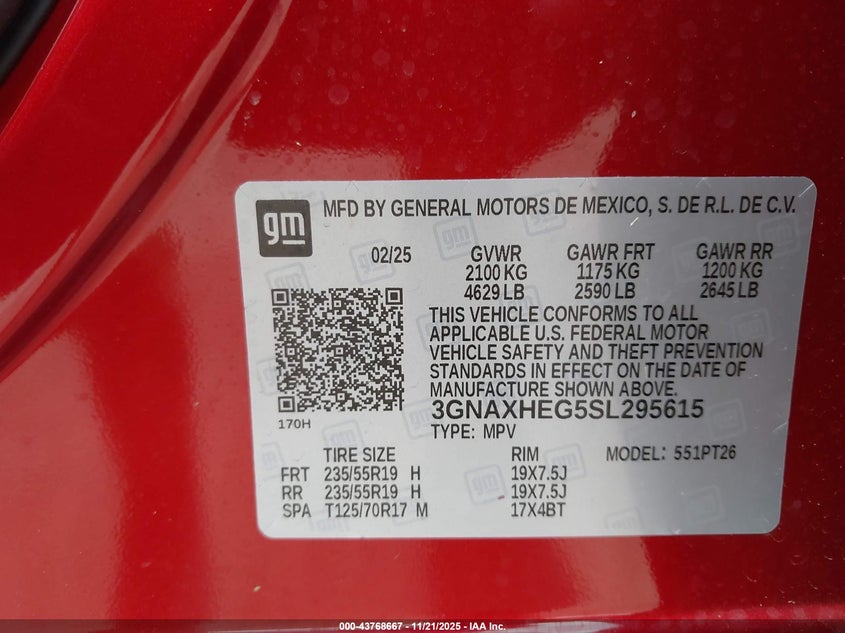 gm MFD BY GENERAL MOTORS DE MEXICO, S. DE R.L. DE C.V.
02/25 GVWR GAWR FRT GAWR RR
2100 KG 1175 KG 1200 KG
4629 LB 2590 LB 2645 LB
THIS VEHICLE CONFORMS TO ALL
APPLICABLE U.S. FEDERAL MOTOR
VEHICLE SAFETY AND THEFT PREVENTION
STANDARDS IN EFFECT ON THE DATE OF
MANUFACTURE SHOWN ABOVE.
3GNAXHEG5SL295615
170H
TYPE: MPV
TIRE SIZE RIM MODEL: 551PT26
FRT 235/55R19 H 19X7.5J
RR 235/55R19 H 19X7.5J
SPA T125/70R17 M 17X4BT
000-43768667 - 11/21/2025 - IAA Inc.